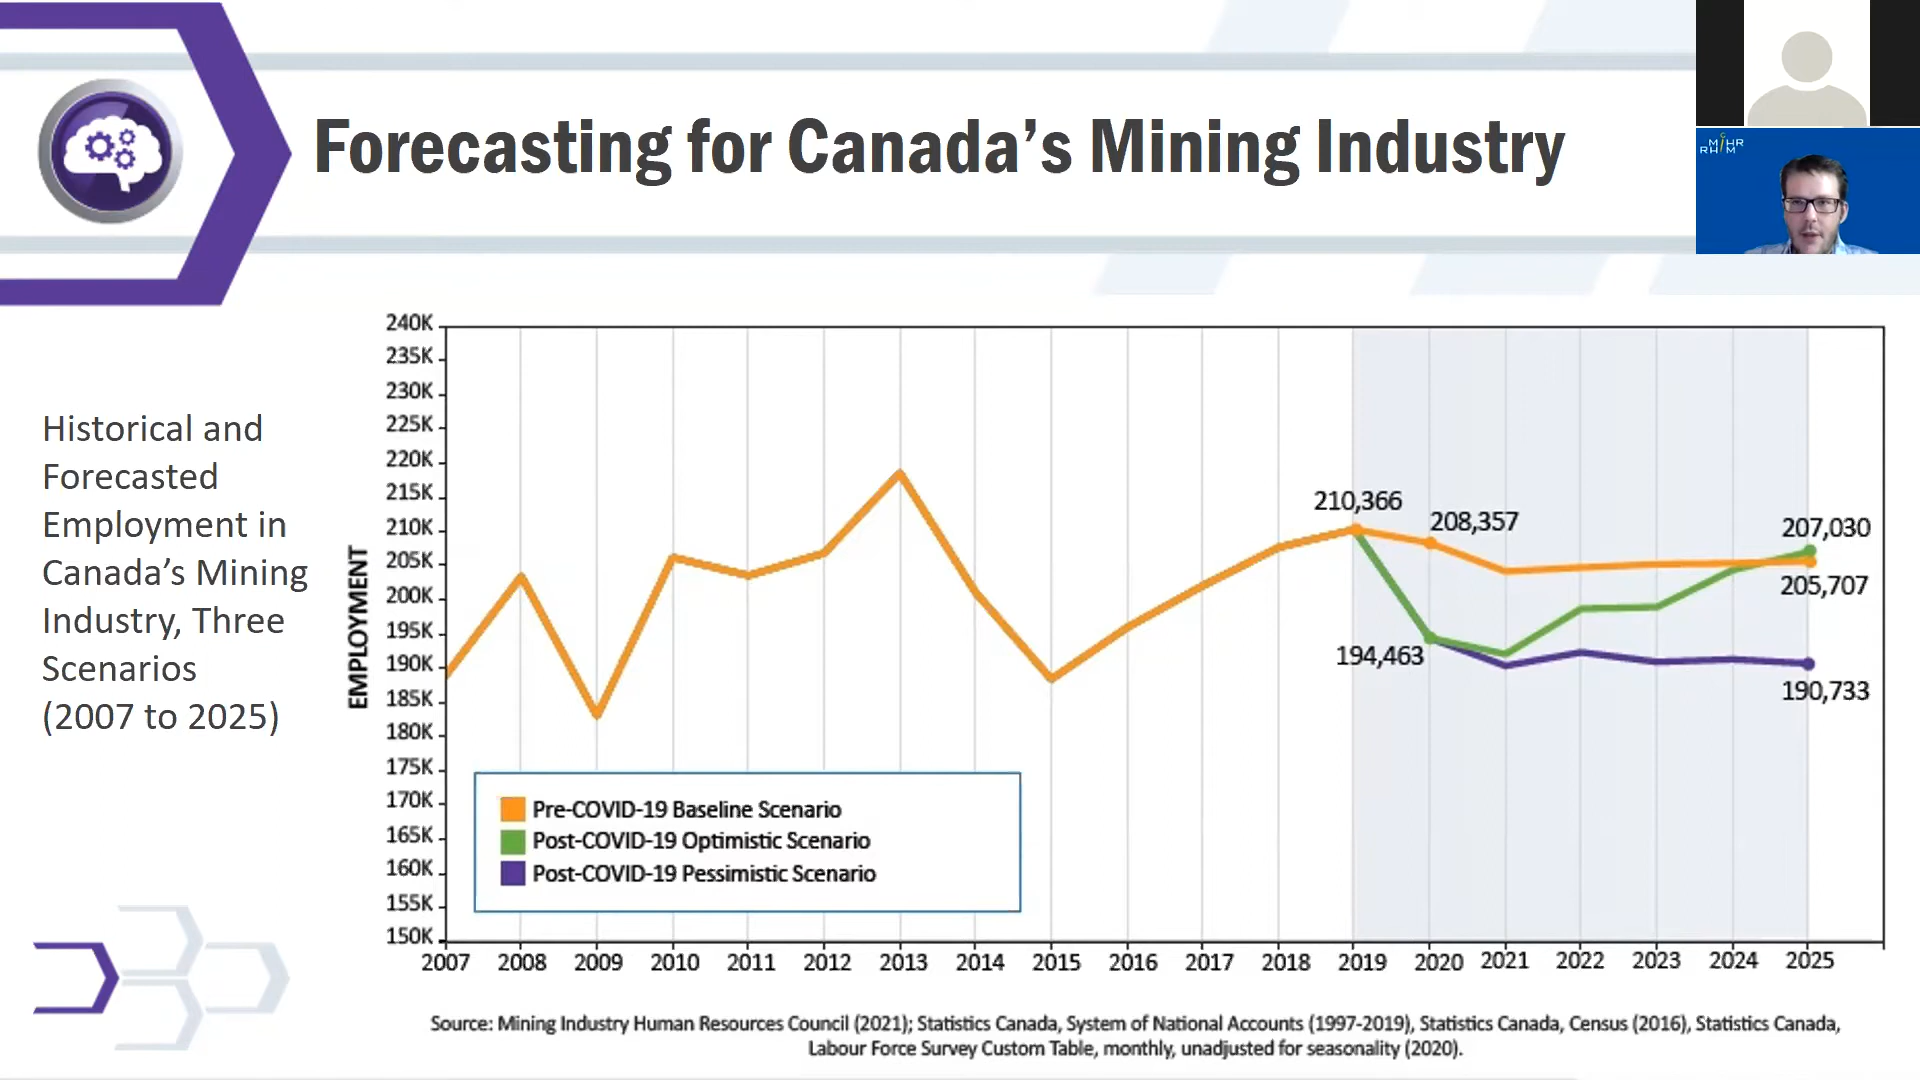 Forecasting for Canada's Mining Industry
MiHR
RHiM
Historical and
Forecasted
Employment in
Canada's Mining
Industry, Three
Scenarios
(2007 to 2025)
EMPLOYMENT
240K
235K
230K
225K
220K
215K
210K
205K
200K
195K
190K
185K
180K
175K
170K
165K
160K
155K
150K
210,366
208,357
207,030
205,707
194,463
190,733
Pre-COVID-19 Baseline Scenario
Post-COVID-19 Optimistic Scenario
Post-COVID-19 Pessimistic Scenario
2007 2008 2009 2010 2011 2012 2013 2014 2015 2016 2017 2018 2019 2020 2021 2022 2023 2024 2025
Source: Mining Industry Human Resources Council (2021); Statistics Canada, System of National Accounts (1997-2019), Statistics Canada, Census (2016), Statistics Canada,
Labour Force Survey Custom Table, monthly, unadjusted for seasonality (2020).